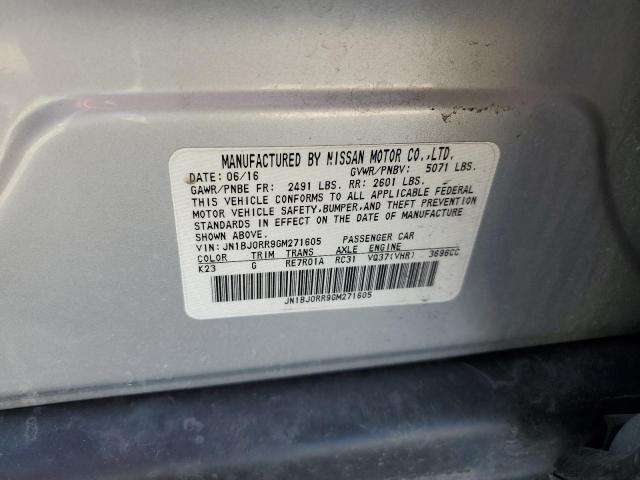 MANUFACTURED BY NISSAN MOTOR CO.,LTD.
DATE: 06/16 GVWR/PNBV: 5071 LBS.
GAWR/PNBE FR: 2491 LBS. RR: 2601 LBS.
THIS VEHICLE CONFORMS TO ALL APPLICABLE FEDERAL
MOTOR VEHICLE SAFETY, BUMPER, AND THEFT PREVENTION
STANDARDS IN EFFECT ON THE DATE OF MANUFACTURE
SHOWN ABOVE.
VIN: JN1BJ0RR9GM271605 PASSENGER CAR
COLOR TRIM TRANS AXLE ENGINE
K23 G RE7R01A RC31 VQ37(VHR) 3696CC
JN1BJ0RR9GM271605